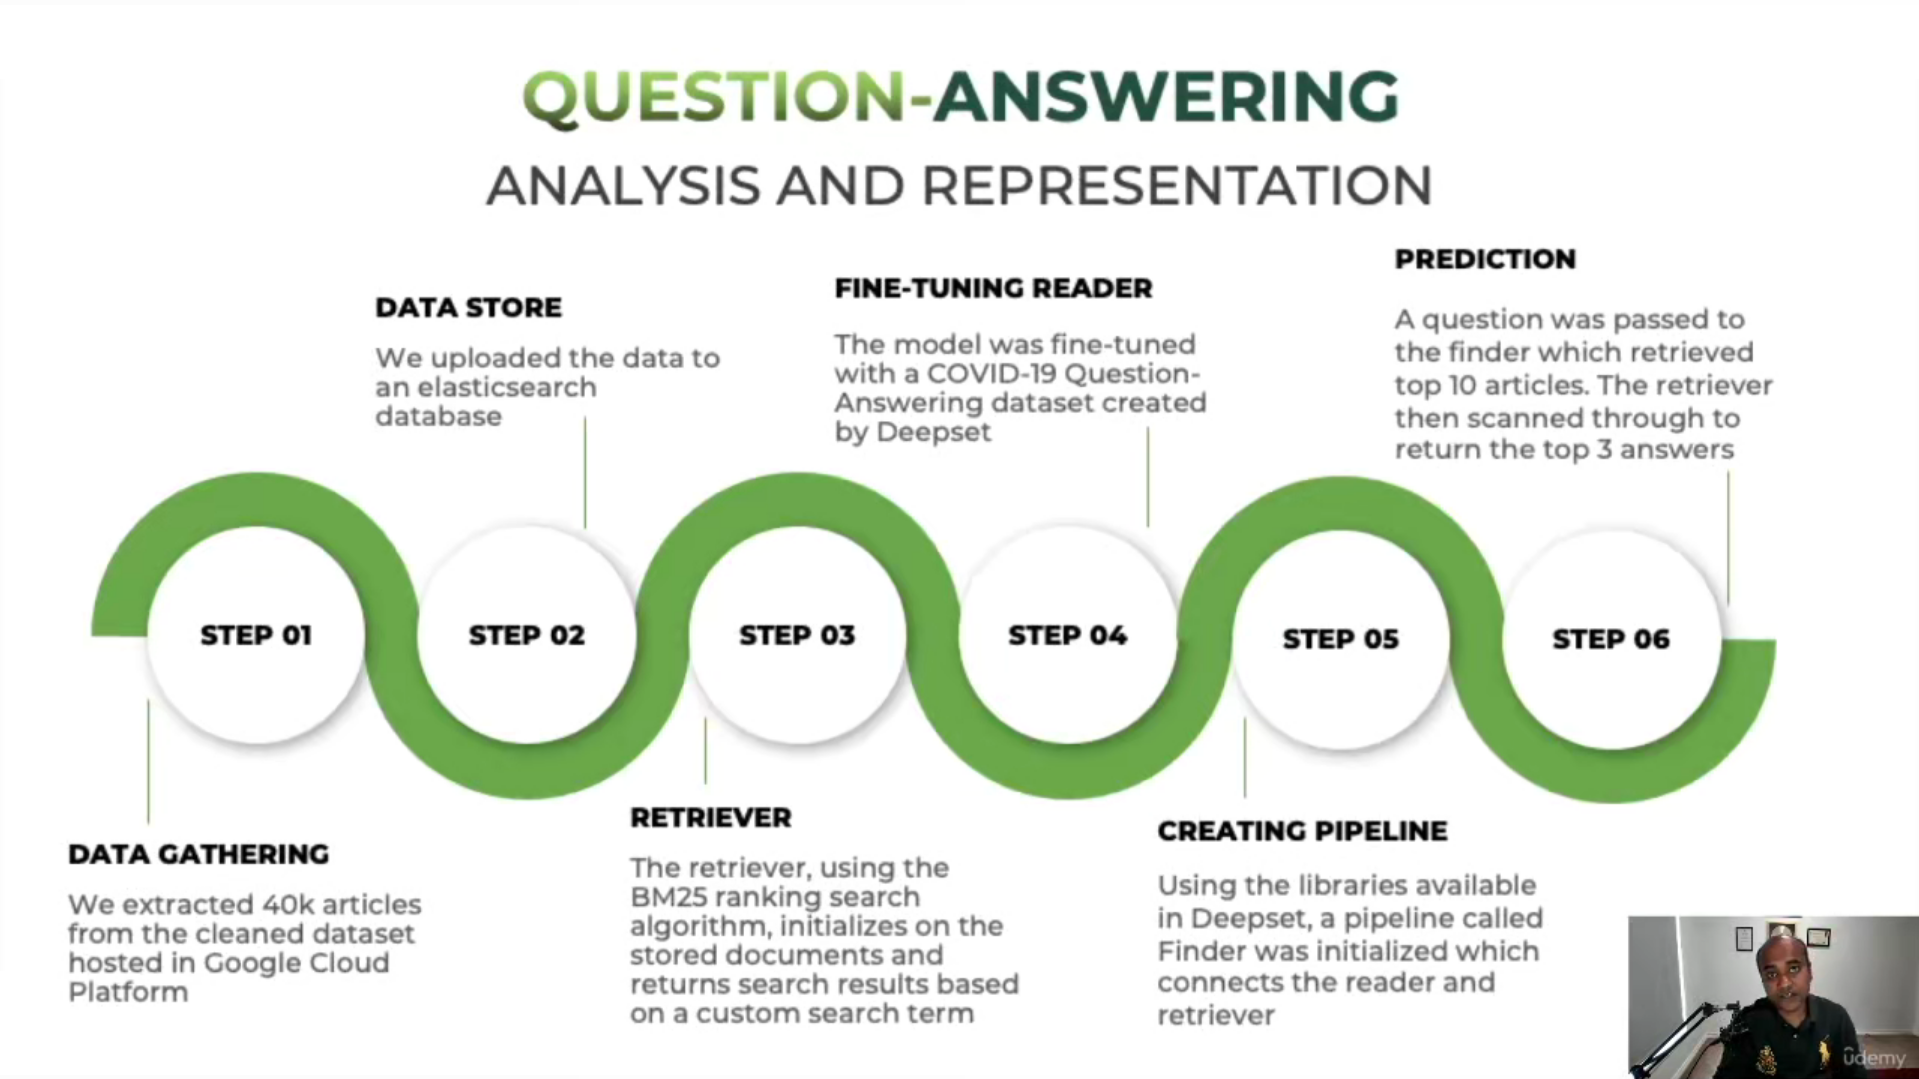 QUESTION-ANSWERING
ANALYSIS AND REPRESENTATION
DATA STORE
We uploaded the data to
an elasticsearch
database
FINE-TUNING READER
The model was fine-tuned
with a COVID-19 Question-
Answering dataset created
by Deepset
PREDICTION
A question was passed to
the finder which retrieved
top 10 articles. The retriever
then scanned through to
return the top 3 answers
STEP 01
STEP 02
STEP 03
STEP 04
STEP 05
STEP 06
DATA GATHERING
We extracted 40k articles
from the cleaned dataset
hosted in Google Cloud
Platform
RETRIEVER
The retriever, using the
BM25 ranking search
algorithm, initializes on the
stored documents and
returns search results based
on a custom search term
CREATING PIPELINE
Using the libraries available
in Deepset, a pipeline called
Finder was initialized which
connects the reader and
retriever
udemy